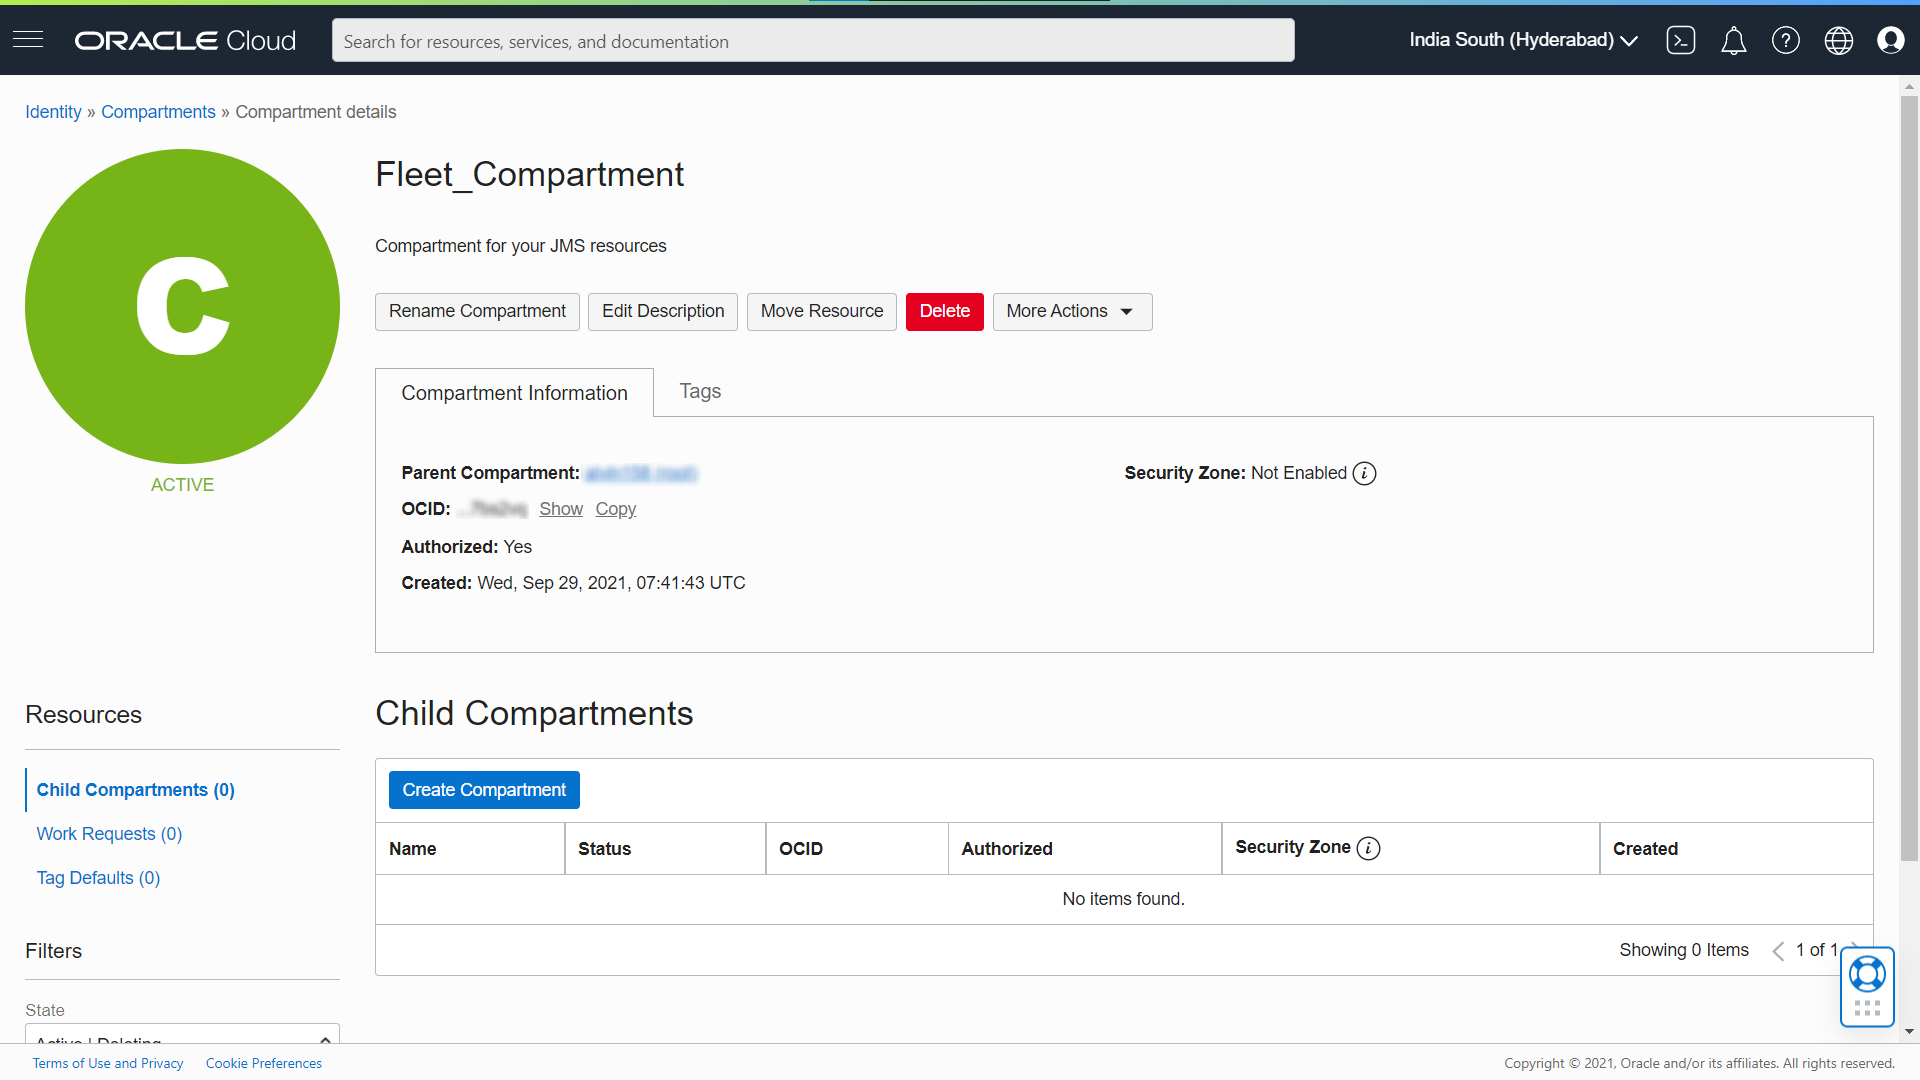 ORACLE Cloud
Search for resources, services, and documentation
India South (Hyderabad)
Identity » Compartments » Compartment details
C
ACTIVE
Fleet_Compartment
Compartment for your JMS resources
Rename Compartment Edit Description Move Resource Delete More Actions
Compartment Information Tags
Parent Compartment:
Security Zone: Not Enabled
OCID: Show Copy
Authorized: Yes
Created: Wed, Sep 29, 2021, 07:41:43 UTC
Resources
Child Compartments (0)
Work Requests (0)
Tag Defaults (0)
Filters
State
Active | Deleting
Child Compartments
Create Compartment
Name Status OCID Authorized Security Zone Created
No items found.
Showing 0 Items 1 of 1
Terms of Use and Privacy Cookie Preferences
Copyright © 2021, Oracle and/or its affiliates. All rights reserved.